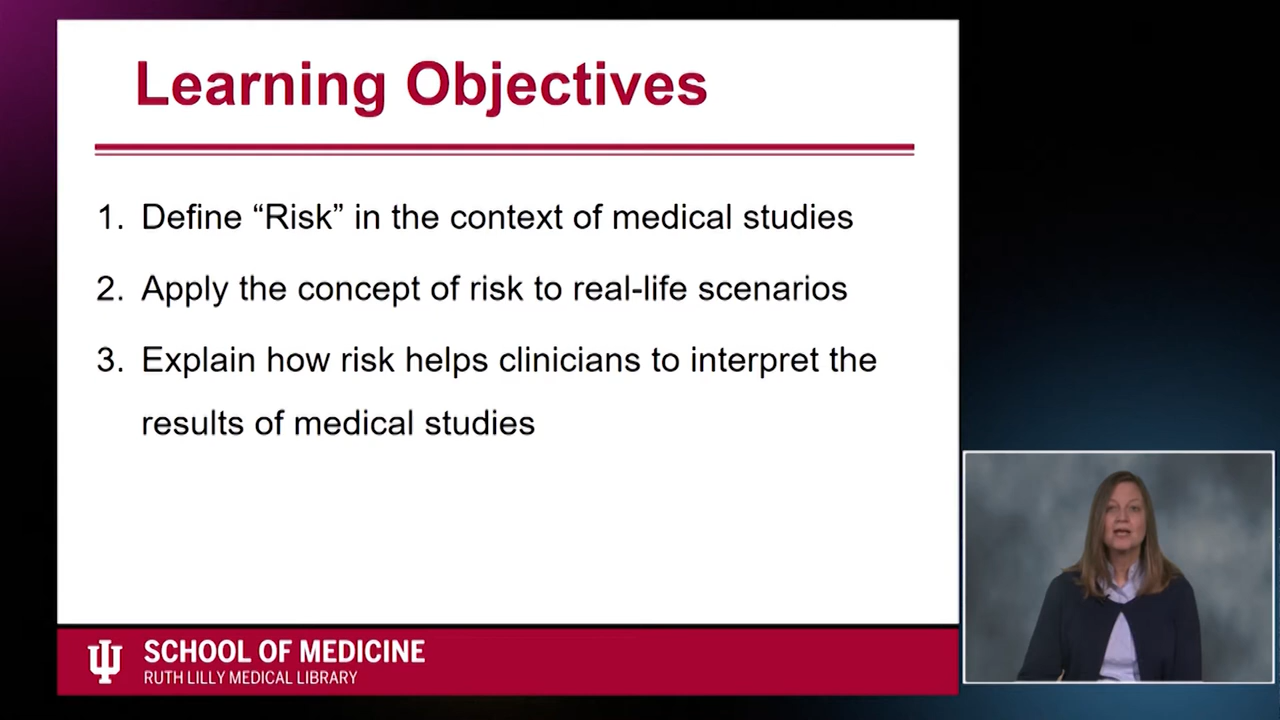 Learning Objectives
1. Define “Risk” in the context of medical studies
2. Apply the concept of risk to real-life scenarios
3. Explain how risk helps clinicians to interpret the
results of medical studies
SCHOOL OF MEDICINE
RUTH LILLY MEDICAL LIBRARY